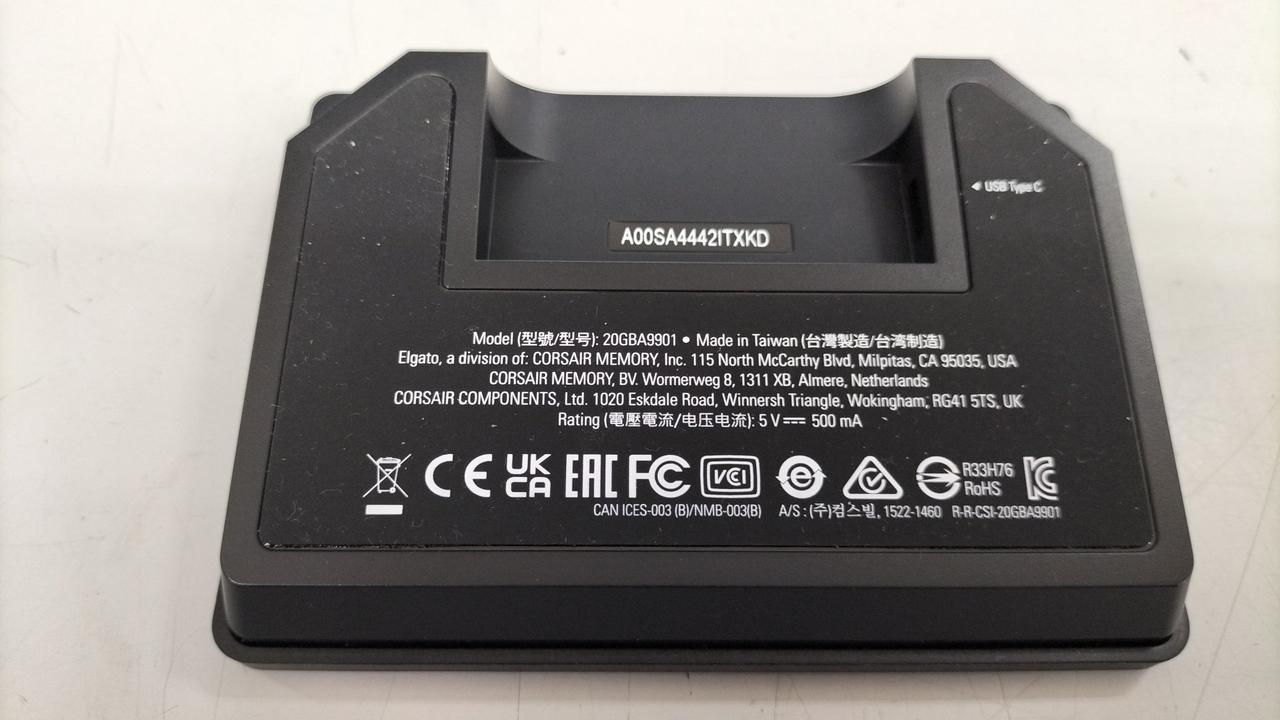 ◄ USB Type C
A00SA4442ITXKD
Model (型號/型号): 20GBA9901 • Made in Taiwan (台灣製造/台湾制造)
Elgato, a division of: CORSAIR MEMORY, Inc. 115 North McCarthy Blvd, Milpitas, CA 95035, USA
CORSAIR MEMORY, BV. Wormerweg 8, 1311 XB, Almere, Netherlands
CORSAIR COMPONENTS, Ltd. 1020 Eskdale Road, Winnersh Triangle, Wokingham, RG41 5TS, UK
Rating (電壓電流/电压电流): 5 V⎓ 500 mA
CE UK CA EAC FC VCI e R33H76 RoHS KC
CAN ICES-003 (B)/NMB-003(B) A/S : (주)컴스빌, 1522-1460 R-R-CSI-20GBA9901